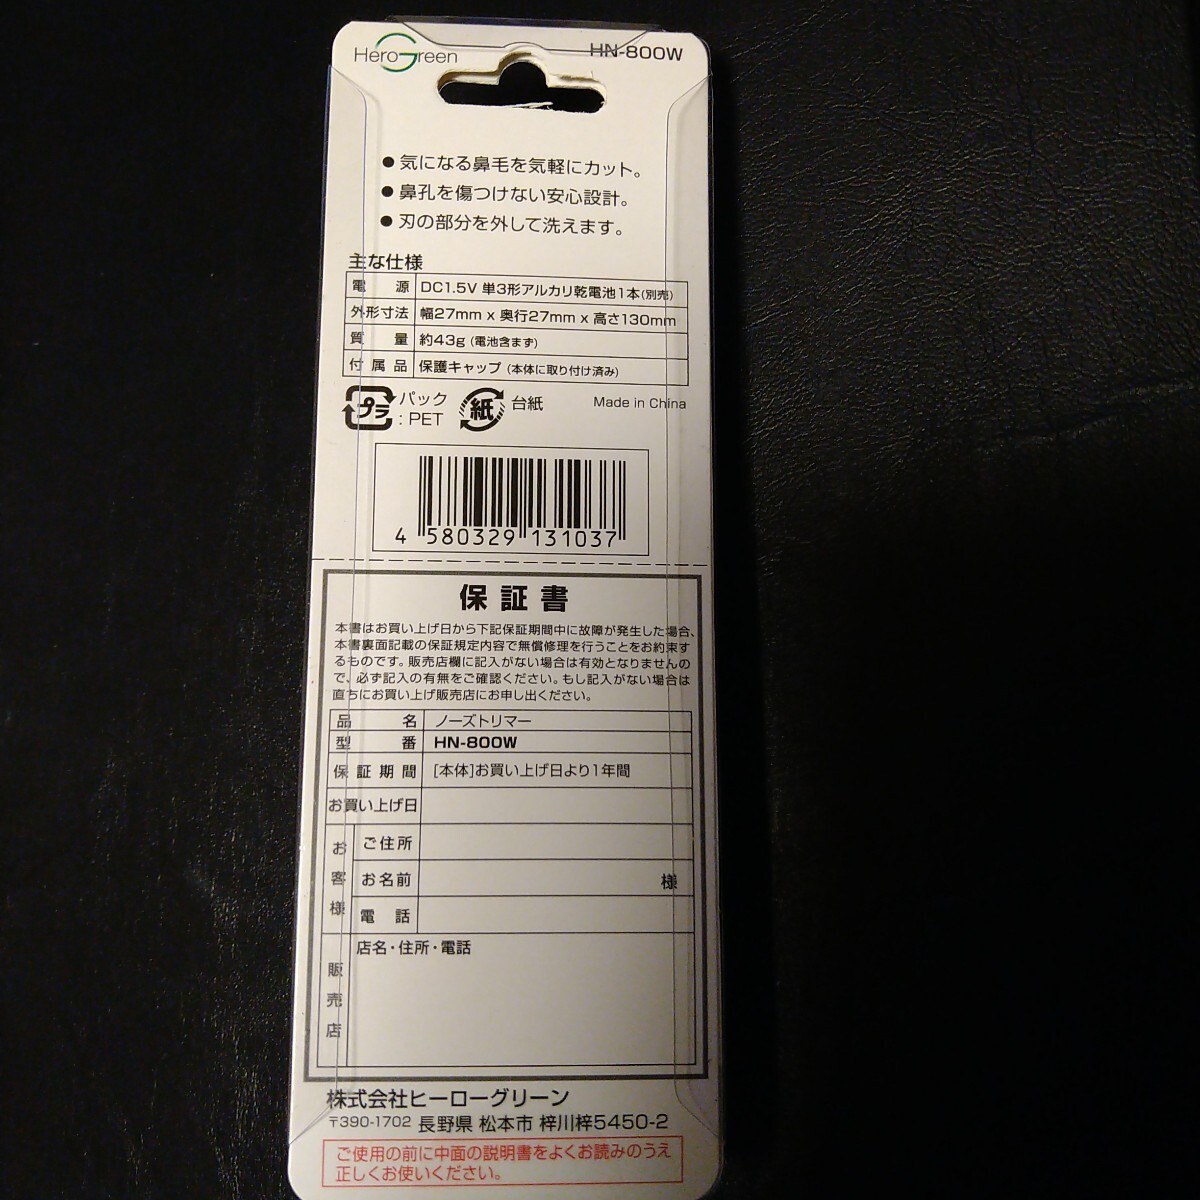 HeroGreen HN-800W
●気になる鼻毛を気軽にカット。
●鼻孔を傷つけない安心設計。
●刃の部分を外して洗えます。
主な仕様
電源 DC1.5V 単3形アルカリ乾電池1本(別売)
外形寸法 幅27mm x 奥行27mm x 高さ130mm
質量 約43g (電池含まず)
付属品 保護キャップ (本体に取り付け済み)
プラ パック
: PET
紙 台紙
Made in China
4 580329 131037
保証書
本書はお買い上げ日から下記保証期間中に故障が発生した場合、
本書裏面記載の保証規定内容で無償修理を行うことをお約束す
るものです。販売店欄に記入がない場合は有効となりませんの
で、必ず記入の有無をご確認ください。もし記入がない場合は
直ちにお買い上げ販売店にお申し出ください。
品名 ノーズトリマー
型番 HN-800W
保証期間 [本体]お買い上げ日より1年間
お買い上げ日
お客様
ご住所
お名前 様
電話
販売店
店名・住所・電話
株式会社ヒーローグリーン
〒390-1702 長野県 松本市 梓川梓5450-2
ご使用の前に中面の説明書をよくお読みのうえ
正しくお使いください。